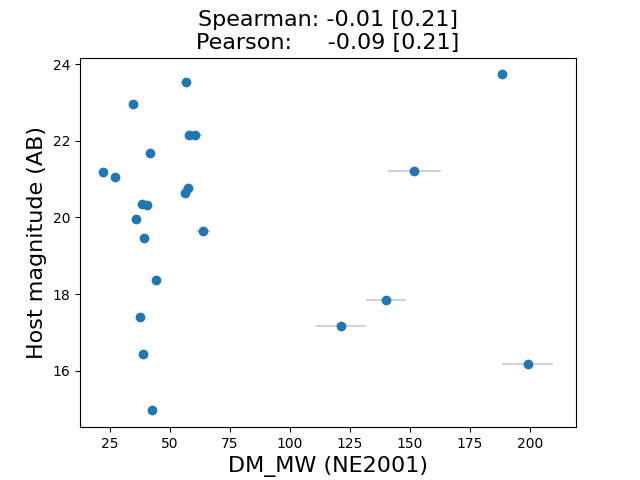 Spearman: -0.01 [0.21]
Pearson: -0.09 [0.21]
24
22
20
18
16
Host magnitude (AB)
25 50 75 100 125 150 175 200
DM_MW (NE2001)